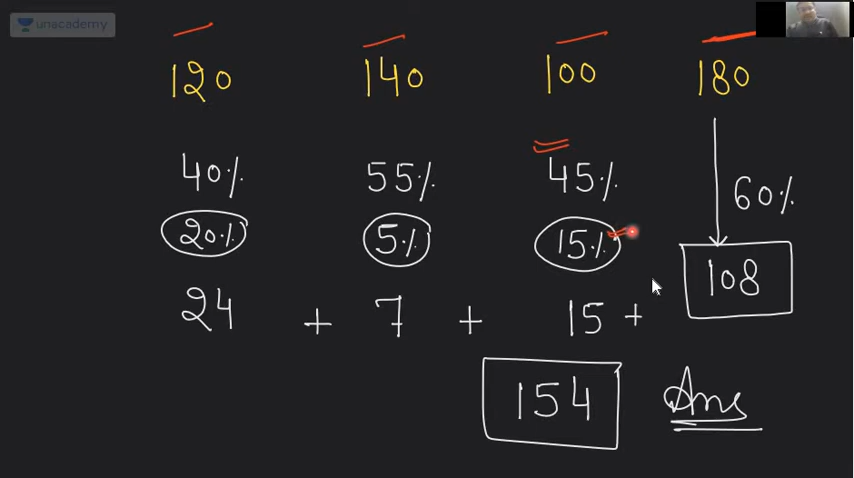 unacademy
120 140 100 180
40% 55% 45% 60%
20% 5% 15%
108
24 + 7 + 15 +
154 Ans